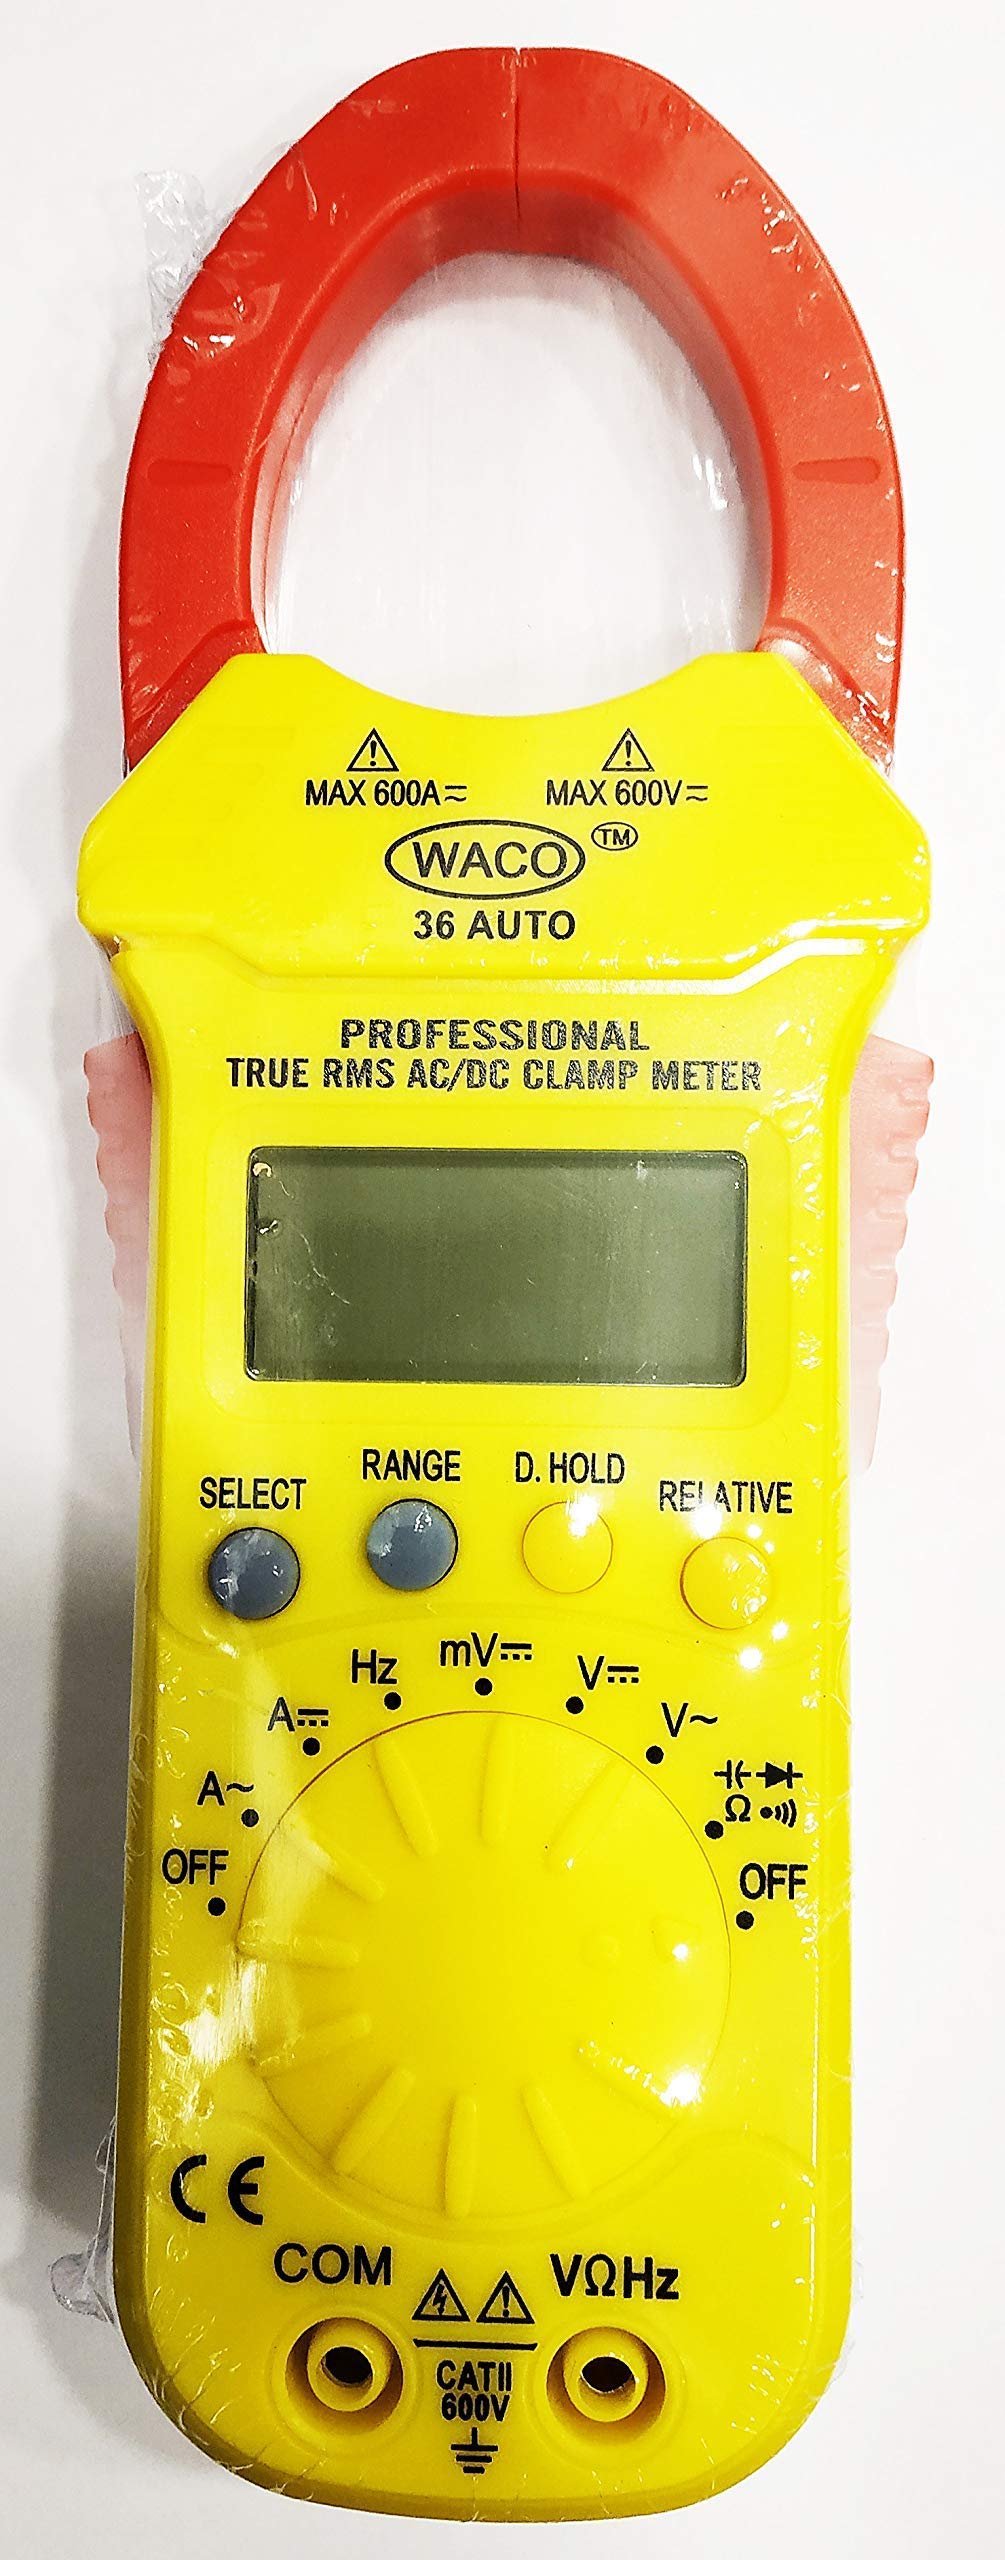 MAX 600A⎓ MAX 600V⎓
WACO TM
36 AUTO
PROFESSIONAL
TRUE RMS AC/DC CLAMP METER
SELECT RANGE D. HOLD RELATIVE
OFF A~ A⎓ Hz mV⎓ V⎓ V~
Ω
OFF
CE
COM VΩHz
CATII
600V